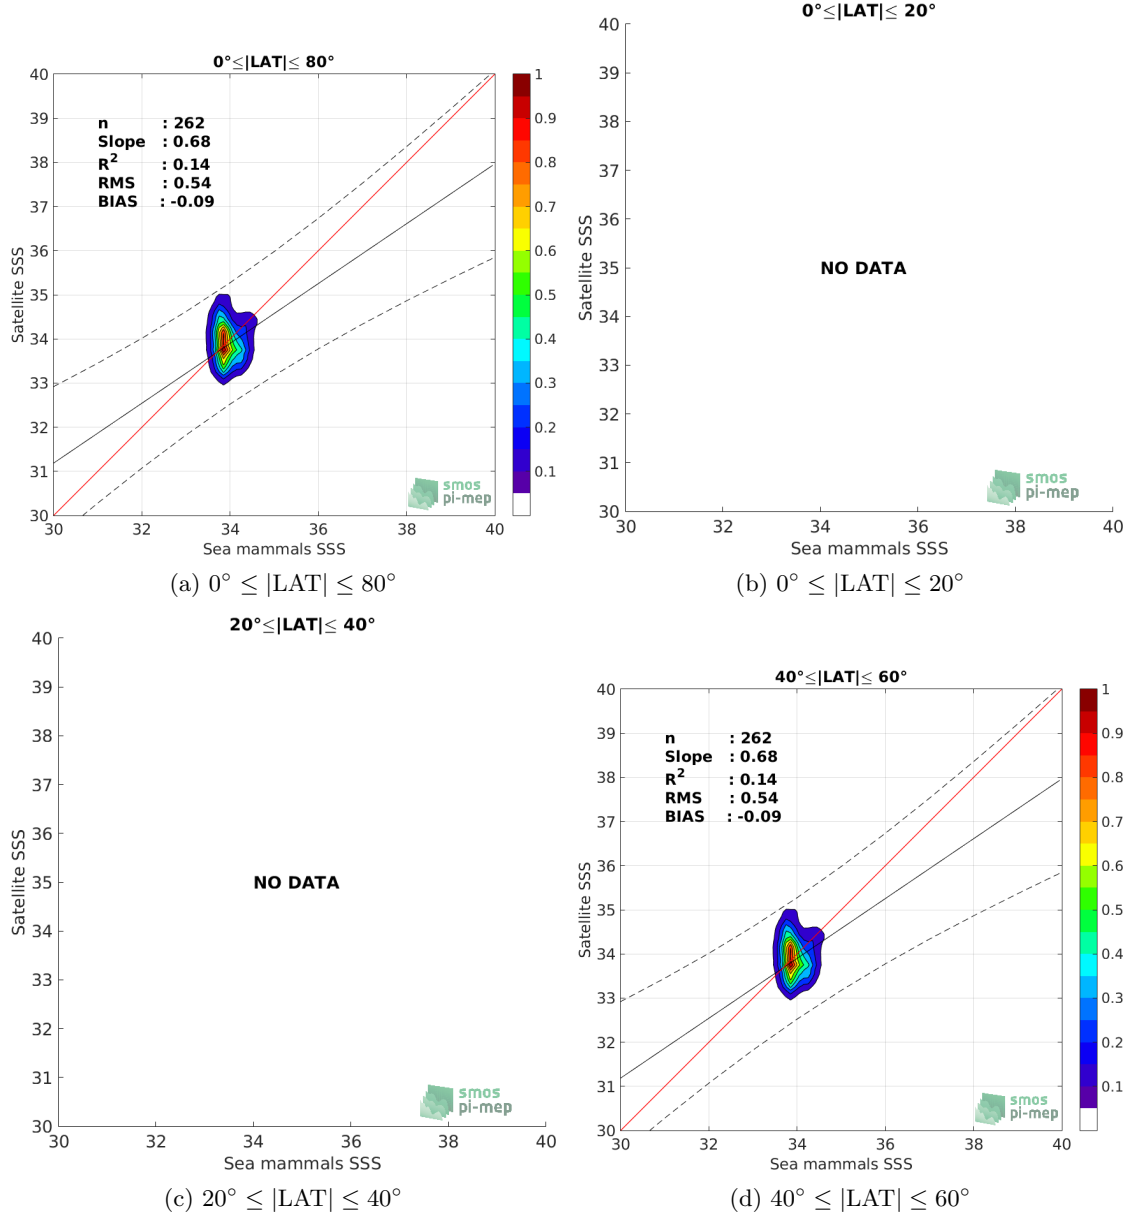 0°≤|LAT|≤ 80°
40
39
38
37
36
35
34
33
32
31
30
Satellite SSS
n : 262
Slope : 0.68
R² : 0.14
RMS : 0.54
BIAS : -0.09
smos
pi-mep
30 32 34 36 38 40
Sea mammals SSS
1
0.9
0.8
0.7
0.6
0.5
0.4
0.3
0.2
0.1
(a) 0° ≤ |LAT| ≤ 80°
0°≤|LAT|≤ 20°
40
39
38
37
36
35
34
33
32
31
30
Satellite SSS
NO DATA
smos
pi-mep
30 32 34 36 38 40
Sea mammals SSS
(b) 0° ≤ |LAT| ≤ 20°
20°≤|LAT|≤ 40°
40
39
38
37
36
35
34
33
32
31
30
Satellite SSS
NO DATA
smos
pi-mep
30 32 34 36 38 40
Sea mammals SSS
(c) 20° ≤ |LAT| ≤ 40°
40°≤|LAT|≤ 60°
40
39
38
37
36
35
34
33
32
31
30
Satellite SSS
n : 262
Slope : 0.68
R² : 0.14
RMS : 0.54
BIAS : -0.09
smos
pi-mep
30 32 34 36 38 40
Sea mammals SSS
1
0.9
0.8
0.7
0.6
0.5
0.4
0.3
0.2
0.1
(d) 40° ≤ |LAT| ≤ 60°